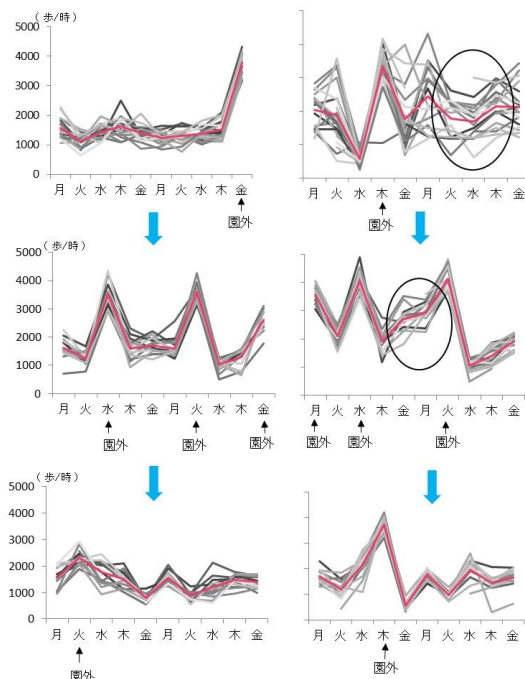 （歩/時）
5000
4000
3000
2000
1000
0
月 火 水 木 金 月 火 水 木 金
園外
月 火 水 木 金 月 火 水 木 金
園外
（歩/時）
5000
4000
3000
2000
1000
0
月 火 水 木 金 月 火 水 木 金
園外 園外 園外
月 火 水 木 金 月 火 水 木 金
園外 園外 園外
（歩/時）
5000
4000
3000
2000
1000
0
月 火 水 木 金 月 火 水 木 金
園外
月 火 水 木 金 月 火 水 木 金
園外